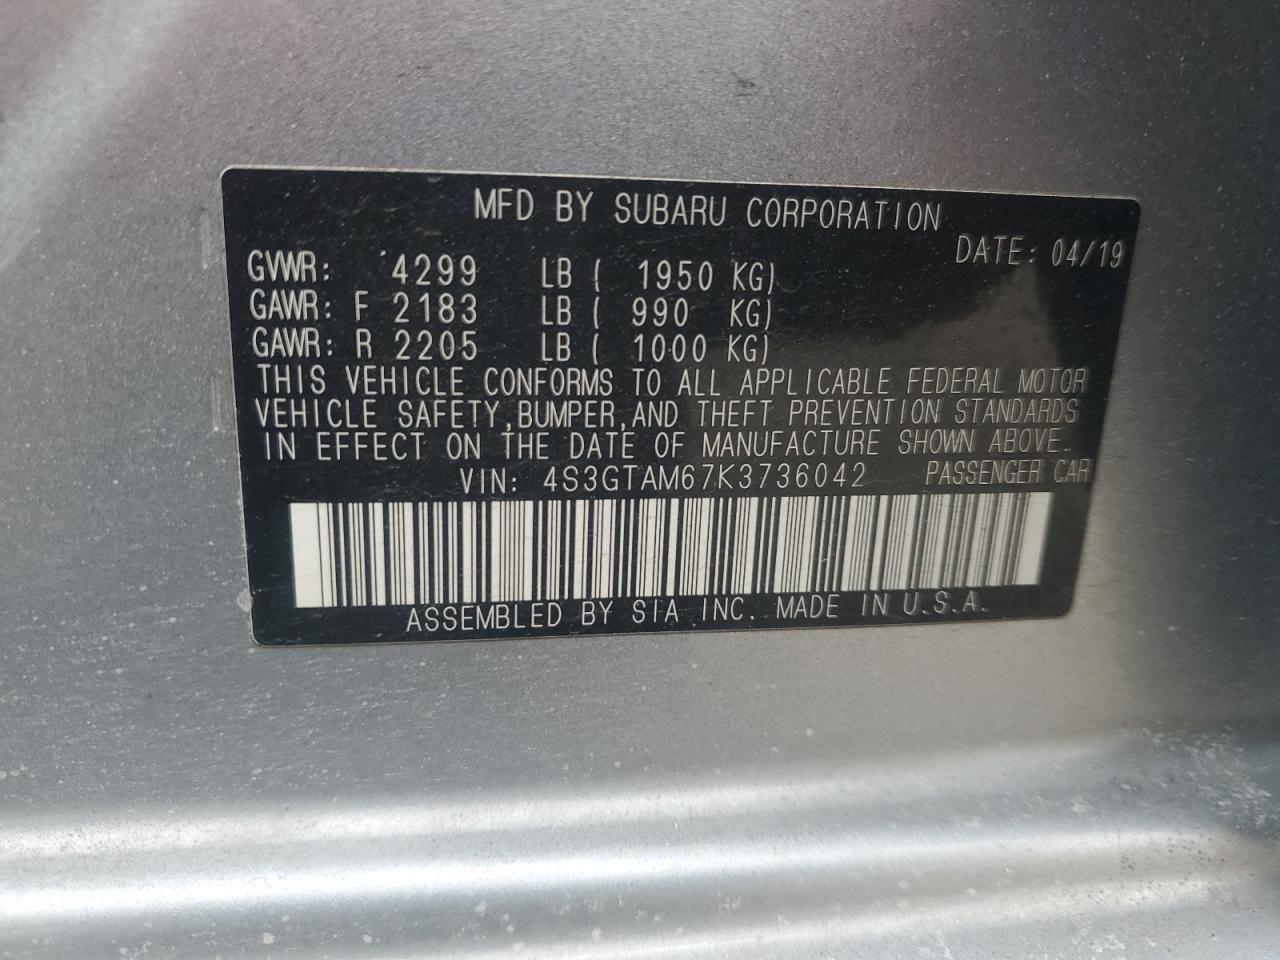 MFD BY SUBARU CORPORATION
DATE: 04/19
GVWR: 4299 LB ( 1950 KG)
GAWR: F 2183 LB ( 990 KG)
GAWR: R 2205 LB ( 1000 KG)
THIS VEHICLE CONFORMS TO ALL APPLICABLE FEDERAL MOTOR
VEHICLE SAFETY,BUMPER,AND THEFT PREVENTION STANDARDS
IN EFFECT ON THE DATE OF MANUFACTURE SHOWN ABOVE.
VIN: 4S3GTAM67K3736042 PASSENGER CAR
ASSEMBLED BY SIA INC. MADE IN U.S.A.